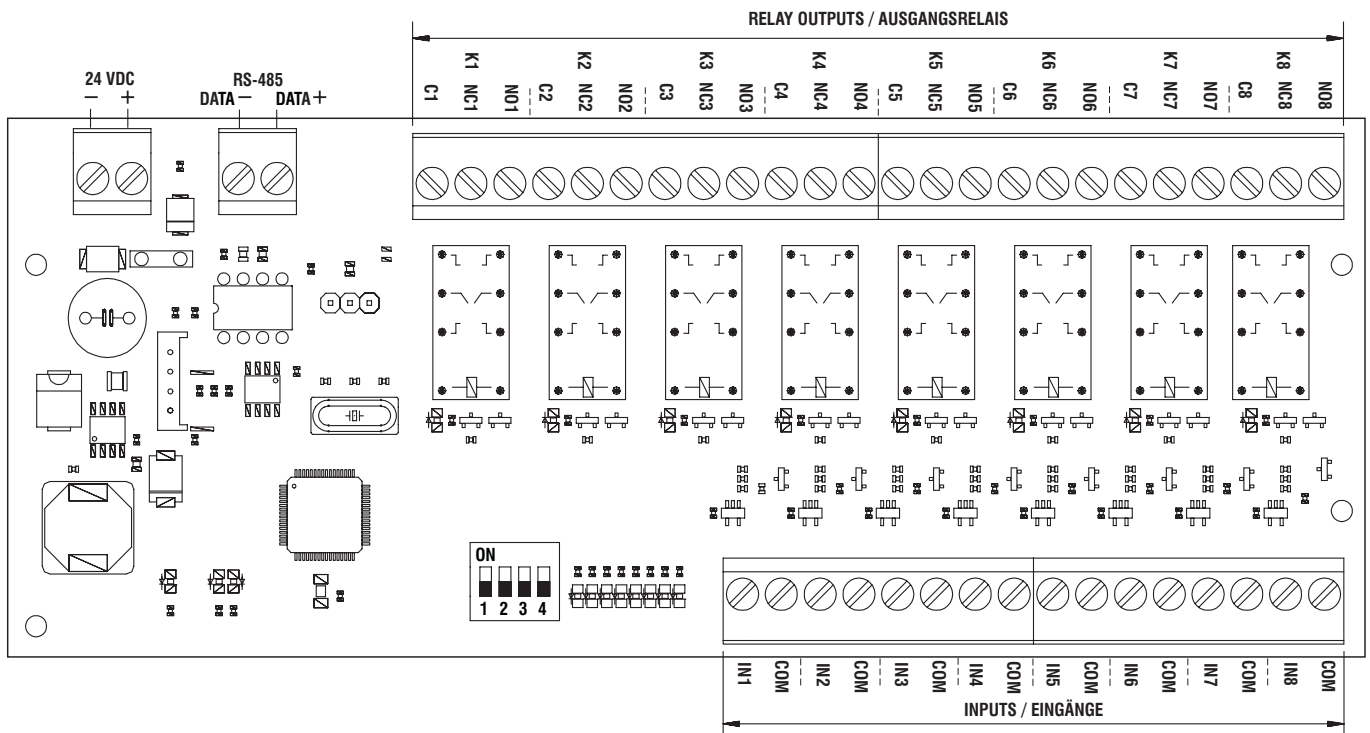 RELAY OUTPUTS / AUSGANGSRELAIS
K1 K2 K3 K4 K5 K6 K7 K8
24 VDC RS-485
− + DATA − DATA +
C1 NC1 NO1 C2 NC2 NO2 C3 NC3 NO3 C4 NC4 NO4 C5 NC5 NO5 C6 NC6 NO6 C7 NC7 NO7 C8 NC8 NO8
ON
1 2 3 4
IN1 COM IN2 COM IN3 COM IN4 COM IN5 COM IN6 COM IN7 COM IN8 COM
INPUTS / EINGÄNGE